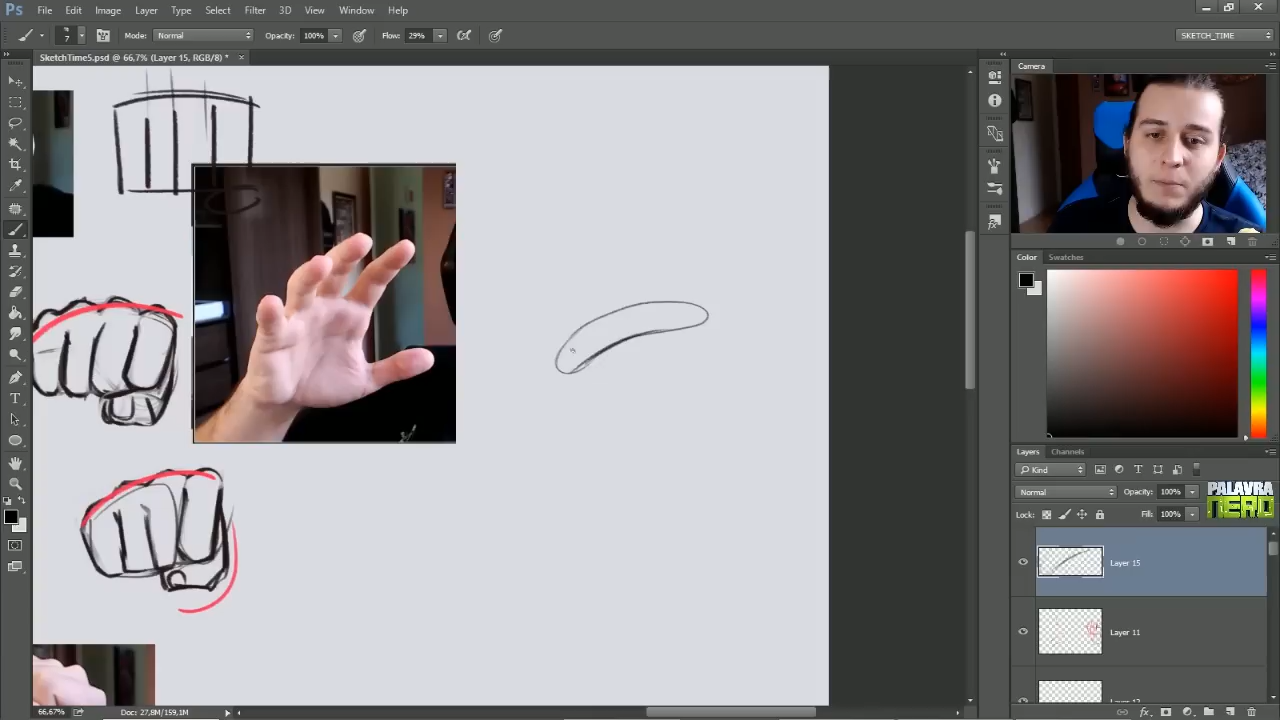 Ps File Edit Image Layer Type Select Filter 3D View Window Help
7 Mode: Normal Opacity: 100% Flow: 29% SKETCH_TIME
SketchTime5.psd @ 66,7% (Layer 15, RGB/8) *
Camera
Color Swatches
Layers Channels
Kind
Normal Opacity: 100%
Lock: Fill: 100%
PALAVRA
NERD
Layer 15
Layer 11
66,67% Doc: 27,8M/159,1M